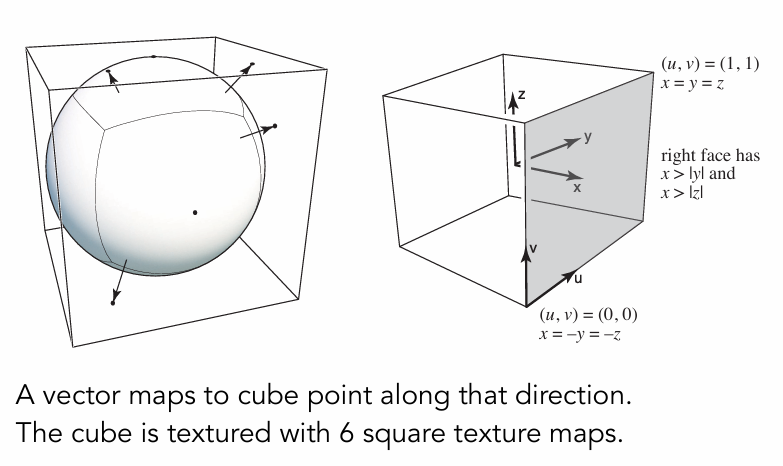 (u, v) = (1, 1)
x = y = z
z
y
x
right face has
x > |y| and
x > |z|
v
u
(u, v) = (0, 0)
x = –y = –z
A vector maps to cube point along that direction.
The cube is textured with 6 square texture maps.